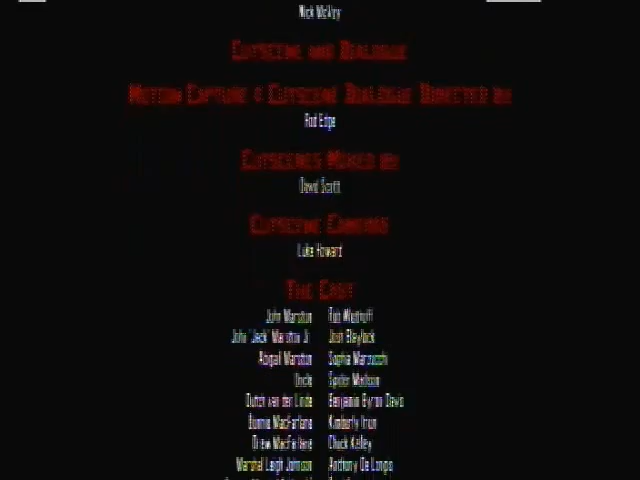 Nick McVoy
Cutscene and Dialogue
Motion Capture & Cutscene Dialogue Directed by
Rod Edge
Cutscenes Mixed by
David Scott
Cutscene Cameras
Luke Howard
The Cast
John Marston Rob Wiethoff
John "Jack" Marston Jr. Josh Blaylock
Abigail Marston Sophia Marzocchi
Uncle Spider Madison
Dutch van der Linde Benjamin Byron Davis
Bonnie MacFarlane Kimberly Irion
Drew MacFarlane Chuck Kelley
Marshal Leigh Johnson Anthony De Longis